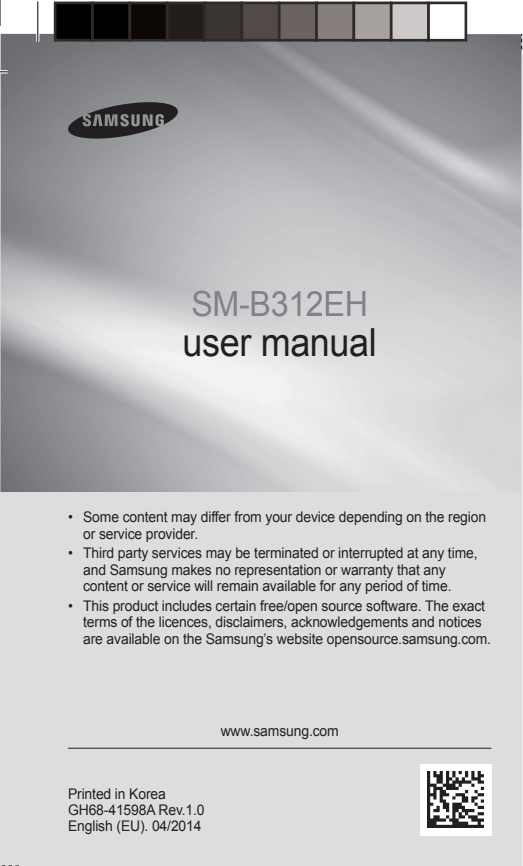 SAMSUNG
SM-B312EH
user manual
• Some content may differ from your device depending on the region
or service provider.
• Third party services may be terminated or interrupted at any time,
and Samsung makes no representation or warranty that any
content or service will remain available for any period of time.
• This product includes certain free/open source software. The exact
terms of the licences, disclaimers, acknowledgements and notices
are available on the Samsung's website opensource.samsung.com.
www.samsung.com
Printed in Korea
GH68-41598A Rev.1.0
English (EU). 04/2014